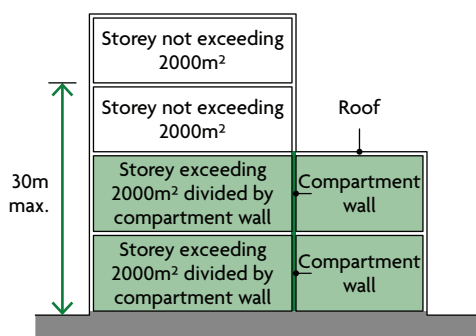 Storey not exceeding
2000m²
Storey not exceeding
2000m²
Roof
30m
max.
Storey exceeding
2000m² divided by
compartment wall
Compartment
wall
Storey exceeding
2000m² divided by
compartment wall
Compartment
wall